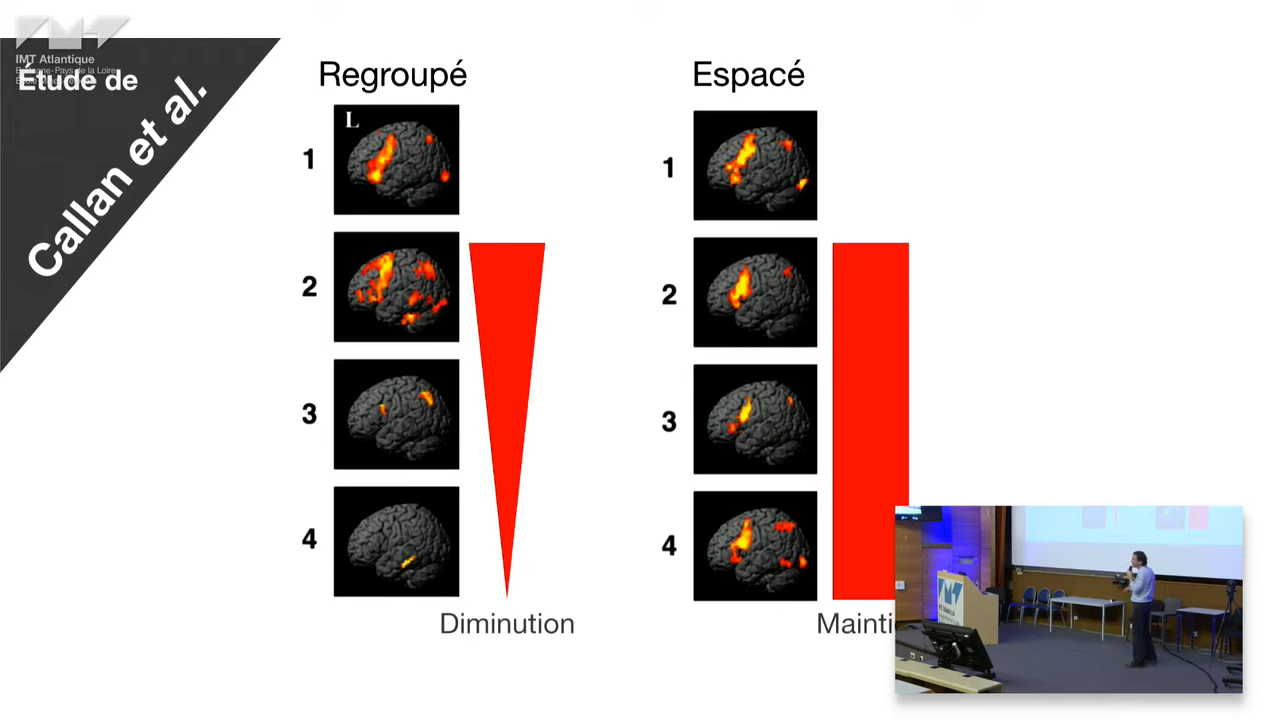 IMT Atlantique
Bretagne-Pays de la Loire
Étude de
Callan et al.
Regroupé
Espacé
L
1
2
3
4
1
2
3
4
Diminution
Mainti